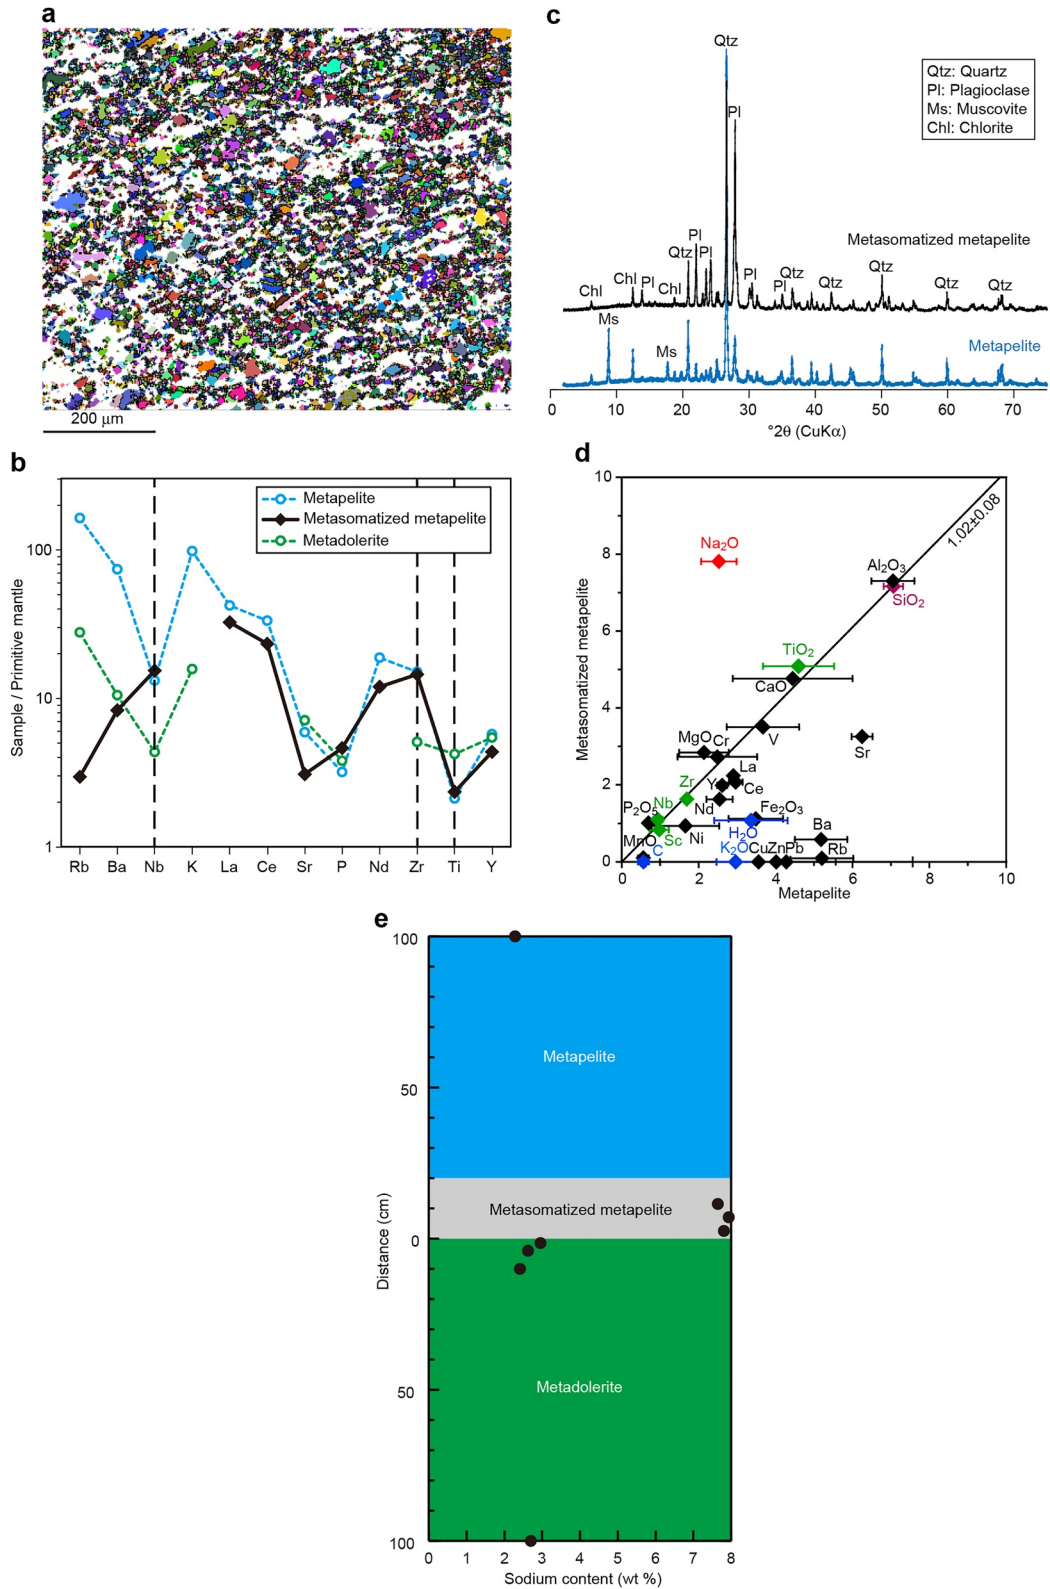 a
200 µm
b
Sample / Primitive mantle
100
10
1
Metapelite
Metasomatized metapelite
Metadolerite
Rb Ba Nb K La Ce Sr P Nd Zr Ti Y
c
Qtz: Quartz
Pl: Plagioclase
Ms: Muscovite
Chl: Chlorite
Qtz
Pl
Metasomatized metapelite
Pl
Qtz Pl
Chl Chl Pl Chl Pl Pl Qtz Qtz Qtz Qtz Qtz
Ms
Ms
Metapelite
0 10 20 30 40 50 60 70
°2θ (CuKα)
d
Metasomatized metapelite
10
8
6
4
2
0
1.02±0.08
Na₂O
Al₂O₃
SiO₂
TiO₂
CaO
V
Sr
MgO Cr
La
Zr Y Ce
P₂O₅ Nb Nd Fe₂O₃
Sc Ni H₂O Ba
MnO C K₂O Cu Zn Pb Rb
0 2 4 6 8 10
Metapelite
e
Distance (cm)
100
50
0
50
100
Metapelite
Metasomatized metapelite
Metadolerite
0 1 2 3 4 5 6 7 8
Sodium content (wt %)